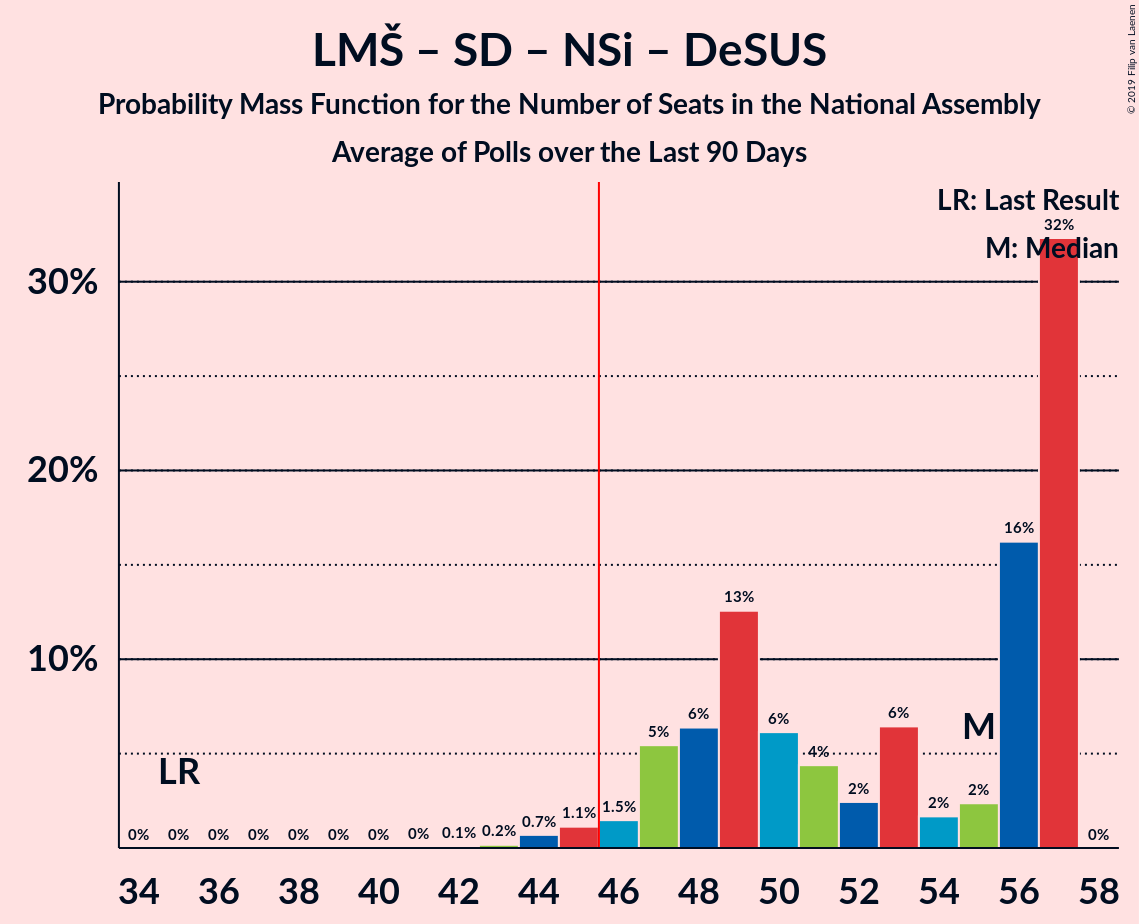 LMŠ – SD – NSi – DeSUS
Probability Mass Function for the Number of Seats in the National Assembly
Average of Polls over the Last 90 Days
© 2019 Filip van Laenen
LR: Last Result
M: Median
30%
20%
10%
LR
M
0% 0% 0% 0% 0% 0% 0% 0% 0.1% 0.2% 0.7% 1.1% 1.5% 5% 6% 13% 6% 4% 2% 6% 2% 2% 16% 32% 0%
34 36 38 40 42 44 46 48 50 52 54 56 58